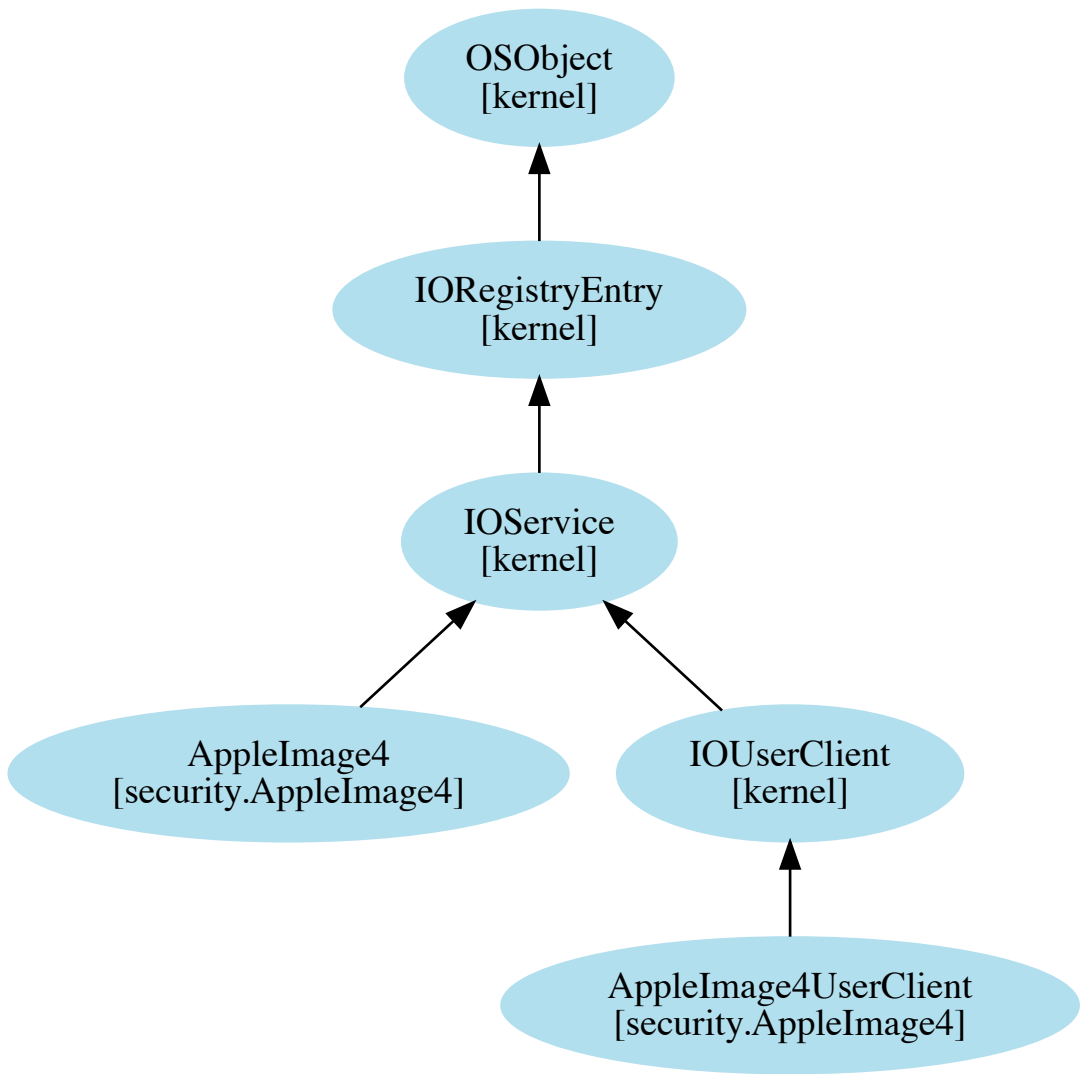 OSObject
[kernel]
IORegistryEntry
[kernel]
IOService
[kernel]
AppleImage4
[security.AppleImage4]
IOUserClient
[kernel]
AppleImage4UserClient
[security.AppleImage4]